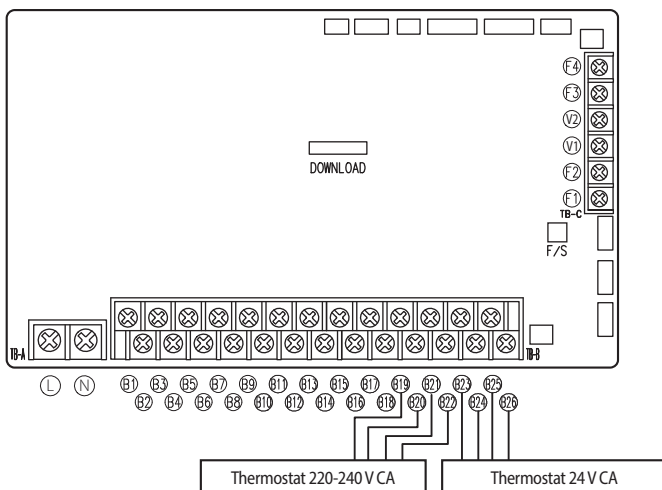 F4
F3
V2
V1
F2
F1
TB-C
DOWNLOAD
F/S
TB-A
TB-B
L N B1 B3 B5 B7 B9 B11 B13 B15 B17 B19 B21 B23 B25
B2 B4 B6 B8 B10 B12 B14 B16 B18 B20 B22 B24 B26
Thermostat 220-240 V CA Thermostat 24 V CA